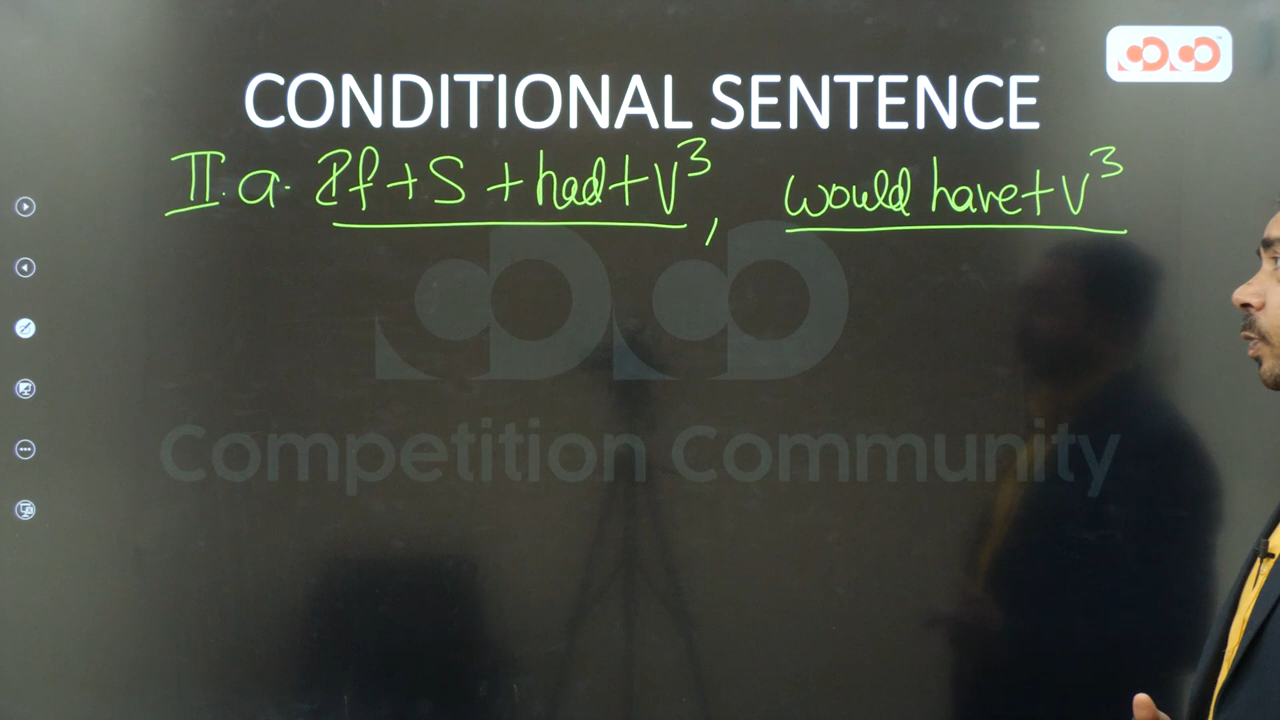 CONDITIONAL SENTENCE
II. a. If + S + had + V³, would have + V³
Competition Community